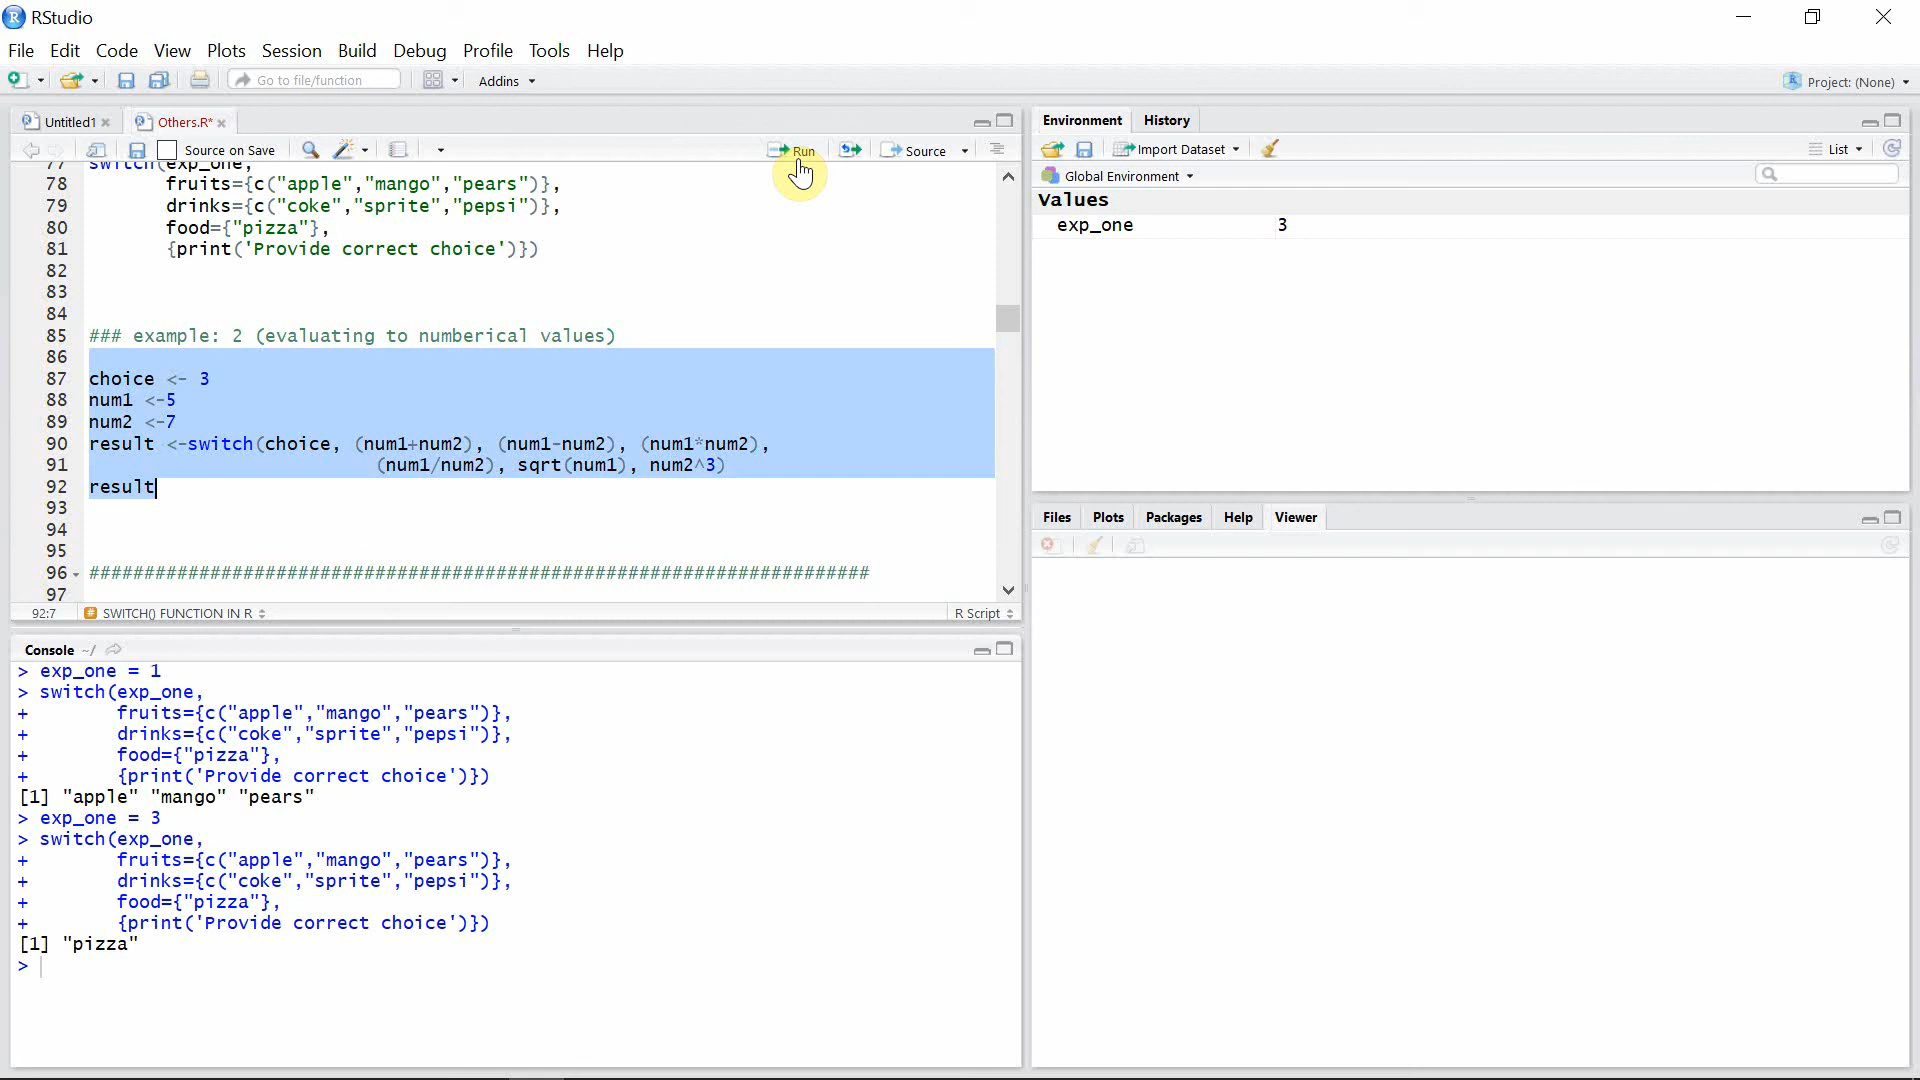 RStudio
File Edit Code View Plots Session Build Debug Profile Tools Help
Go to file/function Addins Project: (None)
Untitled1 Others.R*
Source on Save Run Source
77 switch(exp_one,
78 fruits={c("apple","mango","pears")},
79 drinks={c("coke","sprite","pepsi")},
80 food={"pizza"},
81 {print('Provide correct choice')})
82
83
84
85 ### example: 2 (evaluating to numberical values)
86
87 choice <- 3
88 num1 <-5
89 num2 <-7
90 result <-switch(choice, (num1+num2), (num1-num2), (num1*num2),
91 (num1/num2), sqrt(num1), num2^3)
92 result
93
94
95
96 #######################################################################
97
92:7 SWITCH() FUNCTION IN R R Script
Console ~/
> exp_one = 1
> switch(exp_one,
+ fruits={c("apple","mango","pears")},
+ drinks={c("coke","sprite","pepsi")},
+ food={"pizza"},
+ {print('Provide correct choice')})
[1] "apple" "mango" "pears"
> exp_one = 3
> switch(exp_one,
+ fruits={c("apple","mango","pears")},
+ drinks={c("coke","sprite","pepsi")},
+ food={"pizza"},
+ {print('Provide correct choice')})
[1] "pizza"
>
Environment History
Import Dataset List
Global Environment
Values
exp_one 3
Files Plots Packages Help Viewer